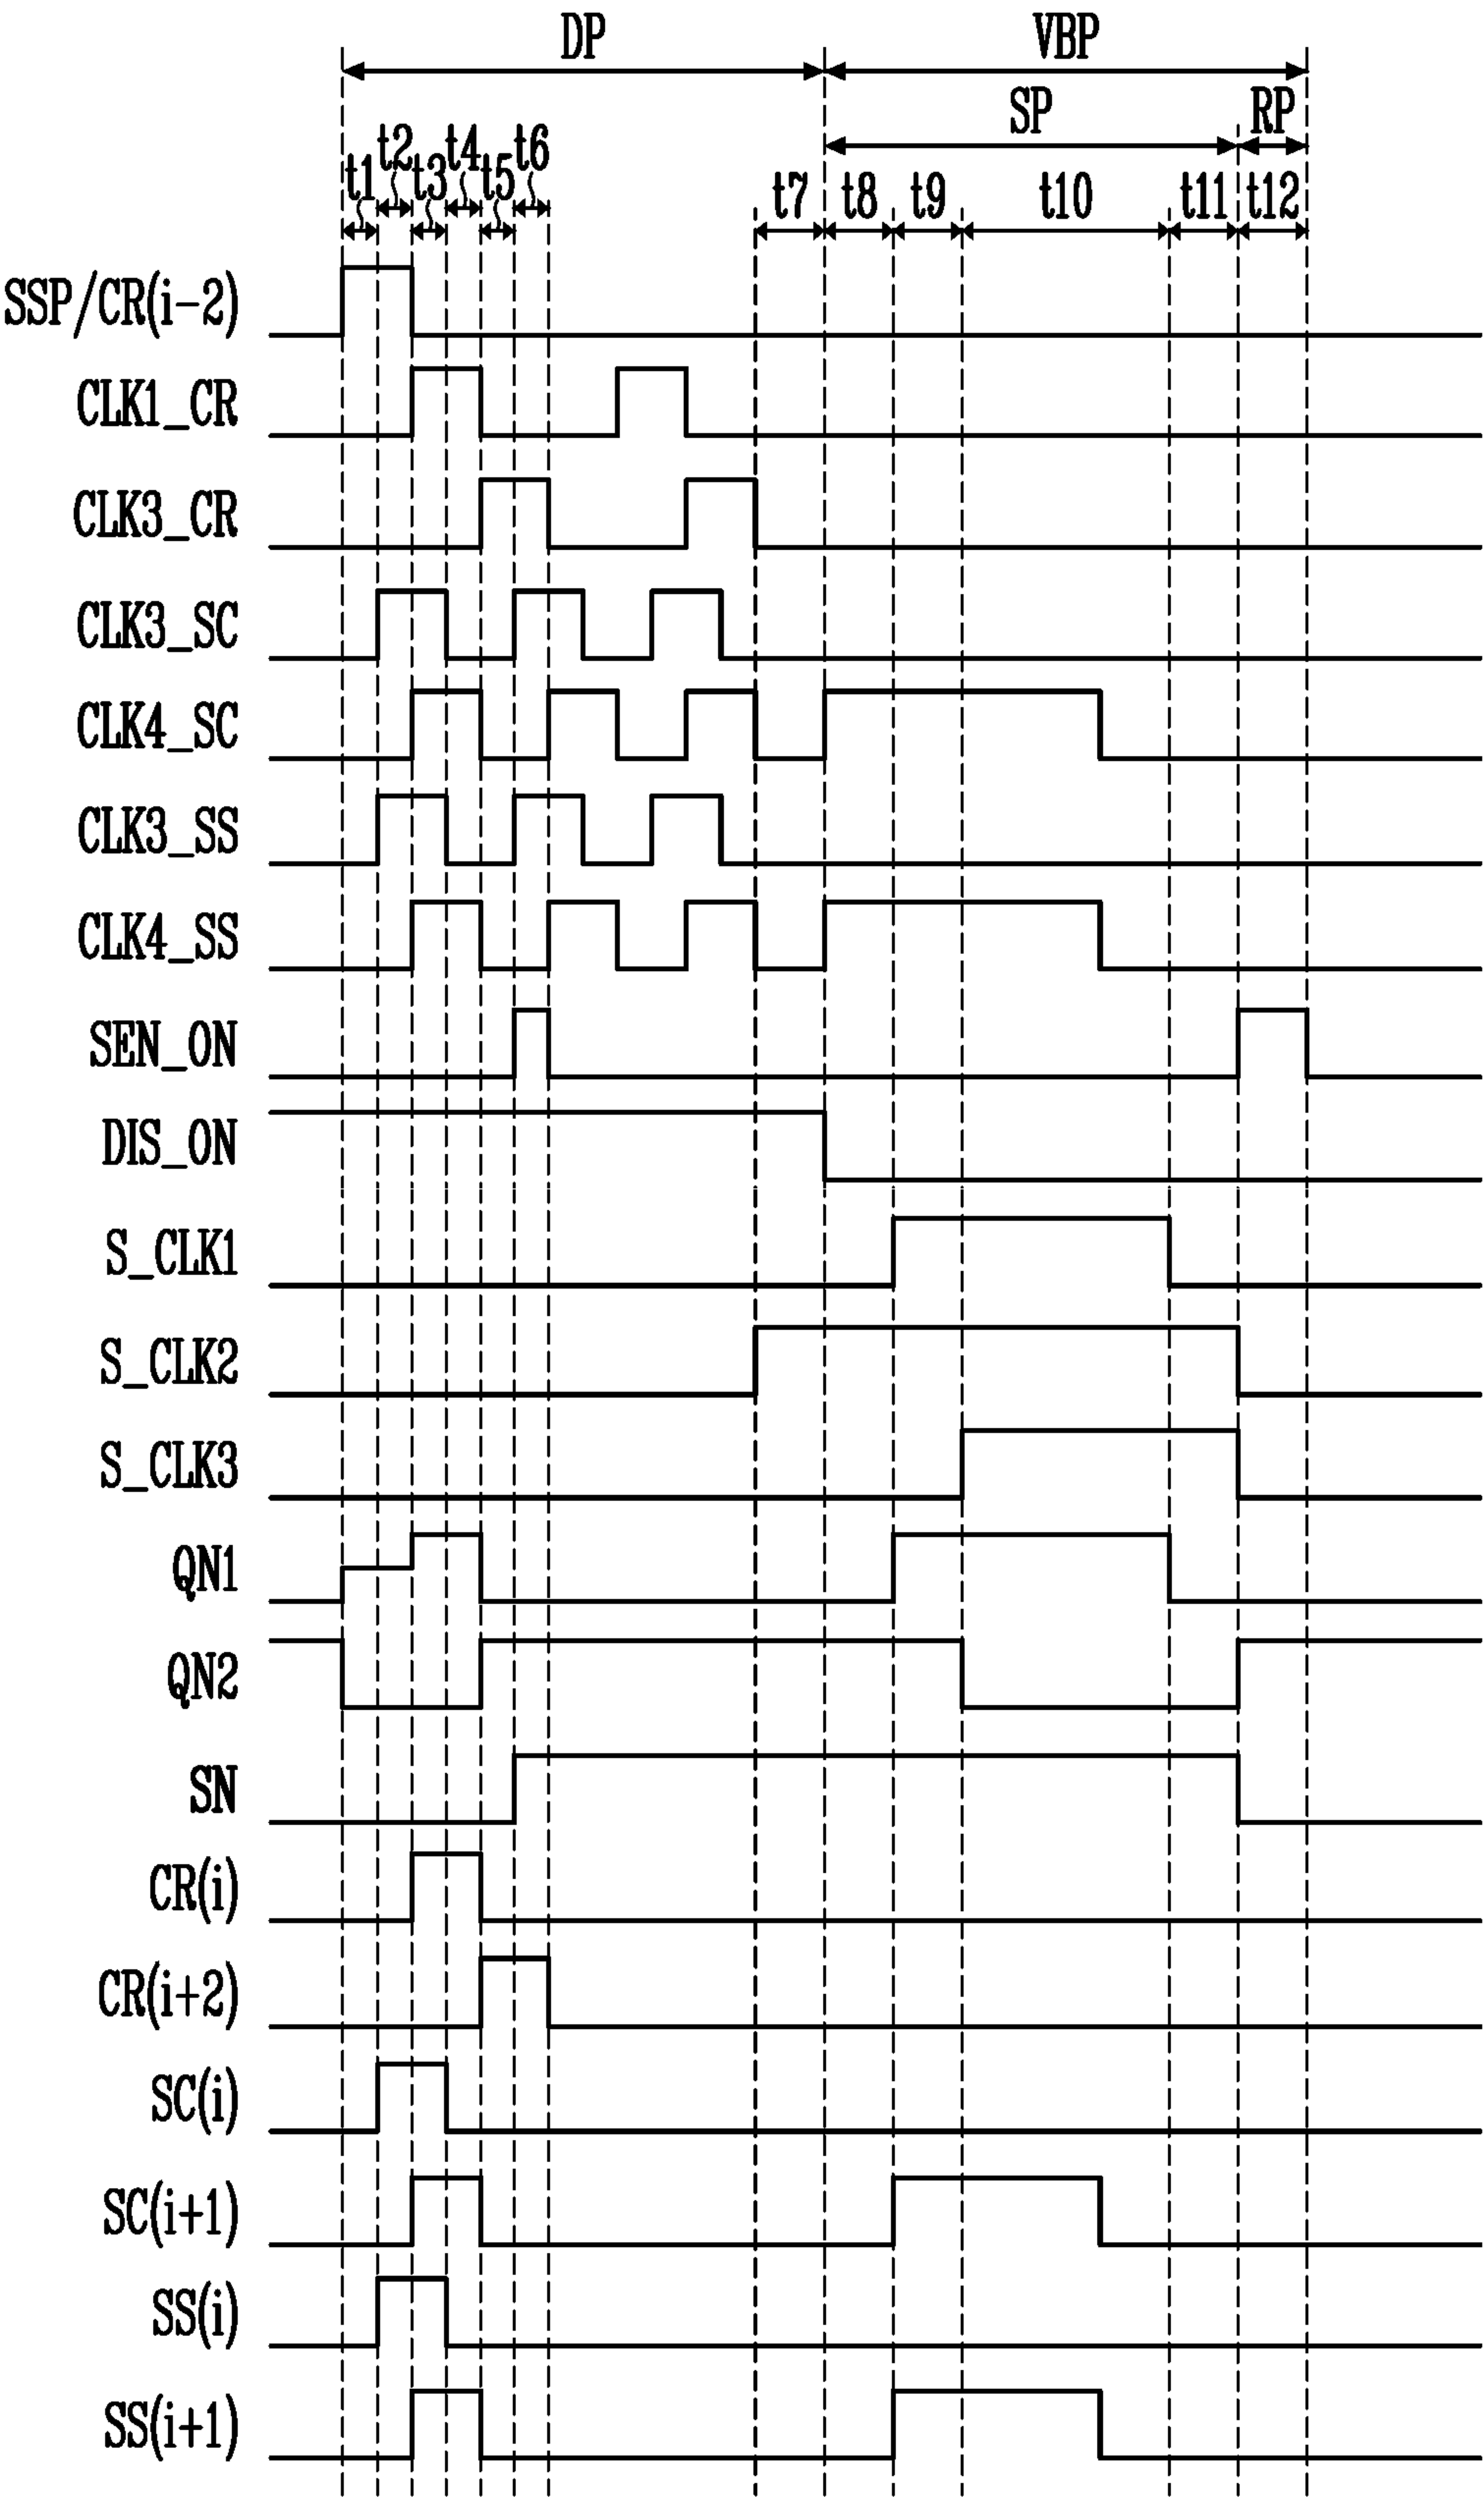 DP VBP
SP RP
t2 t4 t6
t1 t3 t5 t7 t8 t9 t10 t11 t12
SSP/CR(i-2)
CLK1_CR
CLK3_CR
CLK3_SC
CLK4_SC
CLK3_SS
CLK4_SS
SEN_ON
DIS_ON
S_CLK1
S_CLK2
S_CLK3
QN1
QN2
SN
CR(i)
CR(i+2)
SC(i)
SC(i+1)
SS(i)
SS(i+1)